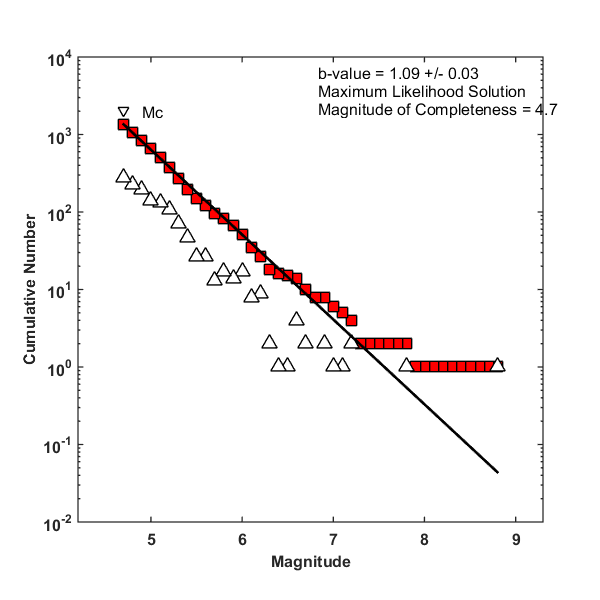 b-value = 1.09 +/- 0.03
Maximum Likelihood Solution
Magnitude of Completeness = 4.7
Mc
10^4
10^3
10^2
10^1
10^0
10^-1
10^-2
Cumulative Number
5 6 7 8 9
Magnitude